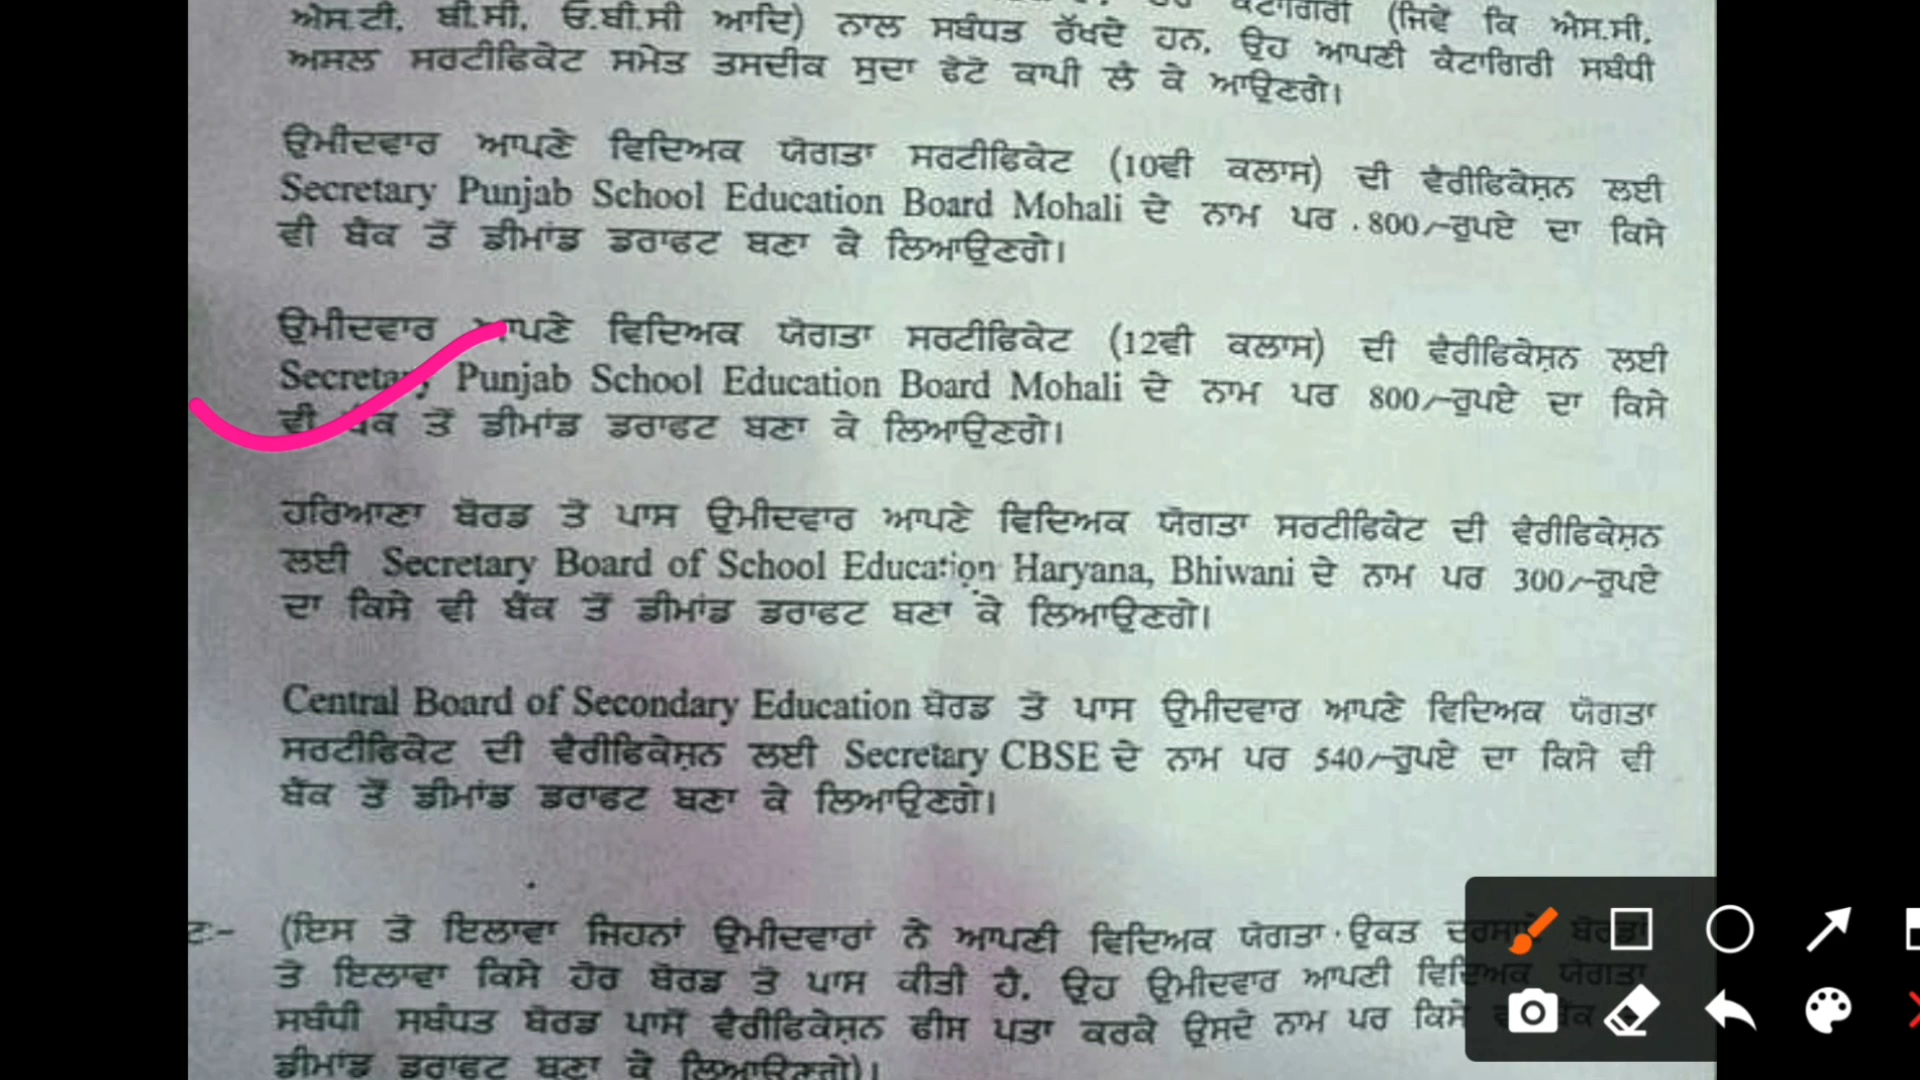 ਕੈਟਾਗਿਰੀ (ਜਿਵੇਂ ਕਿ ਐਸ.ਸੀ.
ਐਸ.ਟੀ. ਬੀ.ਸੀ. ਓ.ਬੀ.ਸੀ ਆਦਿ) ਨਾਲ ਸਬੰਧਤ ਰੱਖਦੇ ਹਨ, ਉਹ ਆਪਣੀ ਕੈਟਾਗਿਰੀ ਸਬੰਧੀ
ਅਸਲ ਸਰਟੀਫਿਕੇਟ ਸਮੇਤ ਤਸਦੀਕ ਸੁਦਾ ਫੋਟੋ ਕਾਪੀ ਲੈ ਕੇ ਆਉਣਗੇ।
ਉਮੀਦਵਾਰ ਆਪਣੇ ਵਿਦਿਅਕ ਯੋਗਤਾ ਸਰਟੀਫਿਕੇਟ (10ਵੀ ਕਲਾਸ) ਦੀ ਵੈਰੀਫਿਕੇਸ਼ਨ ਲਈ
Secretary Punjab School Education Board Mohali ਦੇ ਨਾਮ ਪਰ 800/-ਰੁਪਏ ਦਾ ਕਿਸੇ
ਵੀ ਬੈਂਕ ਤੋਂ ਡੀਮਾਂਡ ਡਰਾਫਟ ਬਣਾ ਕੇ ਲਿਆਉਣਗੇ।
ਉਮੀਦਵਾਰ ਆਪਣੇ ਵਿਦਿਅਕ ਯੋਗਤਾ ਸਰਟੀਫਿਕੇਟ (12ਵੀ ਕਲਾਸ) ਦੀ ਵੈਰੀਫਿਕੇਸ਼ਨ ਲਈ
Secretary Punjab School Education Board Mohali ਦੇ ਨਾਮ ਪਰ 800/-ਰੁਪਏ ਦਾ ਕਿਸੇ
ਵੀ ਬੈਂਕ ਤੋਂ ਡੀਮਾਂਡ ਡਰਾਫਟ ਬਣਾ ਕੇ ਲਿਆਉਣਗੇ।
ਹਰਿਆਣਾ ਬੋਰਡ ਤੋ ਪਾਸ ਉਮੀਦਵਾਰ ਆਪਣੇ ਵਿਦਿਅਕ ਯੋਗਤਾ ਸਰਟੀਫਿਕੇਟ ਦੀ ਵੈਰੀਫਿਕੇਸ਼ਨ
ਲਈ Secretary Board of School Education Haryana, Bhiwani ਦੇ ਨਾਮ ਪਰ 300/-ਰੁਪਏ
ਦਾ ਕਿਸੇ ਵੀ ਬੈਂਕ ਤੋਂ ਡੀਮਾਂਡ ਡਰਾਫਟ ਬਣਾ ਕੇ ਲਿਆਉਣਗੇ।
Central Board of Secondary Education ਬੋਰਡ ਤੋ ਪਾਸ ਉਮੀਦਵਾਰ ਆਪਣੇ ਵਿਦਿਅਕ ਯੋਗਤਾ
ਸਰਟੀਫਿਕੇਟ ਦੀ ਵੈਰੀਫਿਕੇਸ਼ਨ ਲਈ Secretary CBSE ਦੇ ਨਾਮ ਪਰ 540/-ਰੁਪਏ ਦਾ ਕਿਸੇ ਵੀ
ਬੈਂਕ ਤੋਂ ਡੀਮਾਂਡ ਡਰਾਫਟ ਬਣਾ ਕੇ ਲਿਆਉਣਗੇ।
(ਇਸ ਤੋ ਇਲਾਵਾ ਜਿਹਨਾਂ ਉਮੀਦਵਾਰਾਂ ਨੇ ਆਪਣੀ ਵਿਦਿਅਕ ਯੋਗਤਾ ਉਕਤ ਦਰਸਾਏ ਬੋਰਡਾਂ
ਤੋ ਇਲਾਵਾ ਕਿਸੇ ਹੋਰ ਬੋਰਡ ਤੋ ਪਾਸ ਕੀਤੀ ਹੈ, ਉਹ ਉਮੀਦਵਾਰ ਆਪਣੀ ਵਿਦਿਅਕ ਯੋਗਤਾ
ਸਬੰਧੀ ਸਬੰਧਤ ਬੋਰਡ ਪਾਸੋਂ ਵੈਰੀਫਿਕੇਸ਼ਨ ਫੀਸ ਪਤਾ ਕਰਕੇ ਉਸਦੇ ਨਾਮ ਪਰ ਕਿਸੇ
ਡੀਮਾਂਡ ਡਰਾਫਟ ਬਣਾ ਕੇ ਲਿਆਉਣਗੇ)।